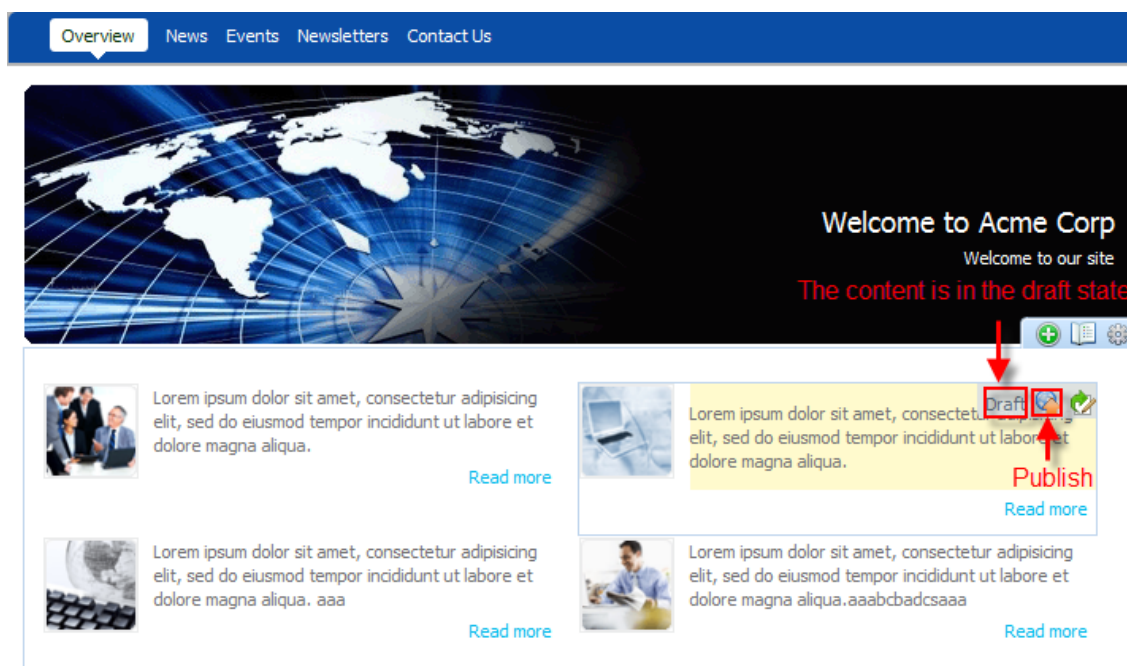 Overview News Events Newsletters Contact Us
Welcome to Acme Corp
Welcome to our site
The content is in the draft state
Lorem ipsum dolor sit amet, consectetur adipisicing
elit, sed do eiusmod tempor incididunt ut labore et
dolore magna aliqua.
Read more
Draft
Lorem ipsum dolor sit amet, consectetu
elit, sed do eiusmod tempor incididunt ut labore et
dolore magna aliqua.
Publish
Read more
Lorem ipsum dolor sit amet, consectetur adipisicing
elit, sed do eiusmod tempor incididunt ut labore et
dolore magna aliqua. aaa
Read more
Lorem ipsum dolor sit amet, consectetur adipisicing
elit, sed do eiusmod tempor incididunt ut labore et
dolore magna aliqua.aaabcbadcsaaa
Read more